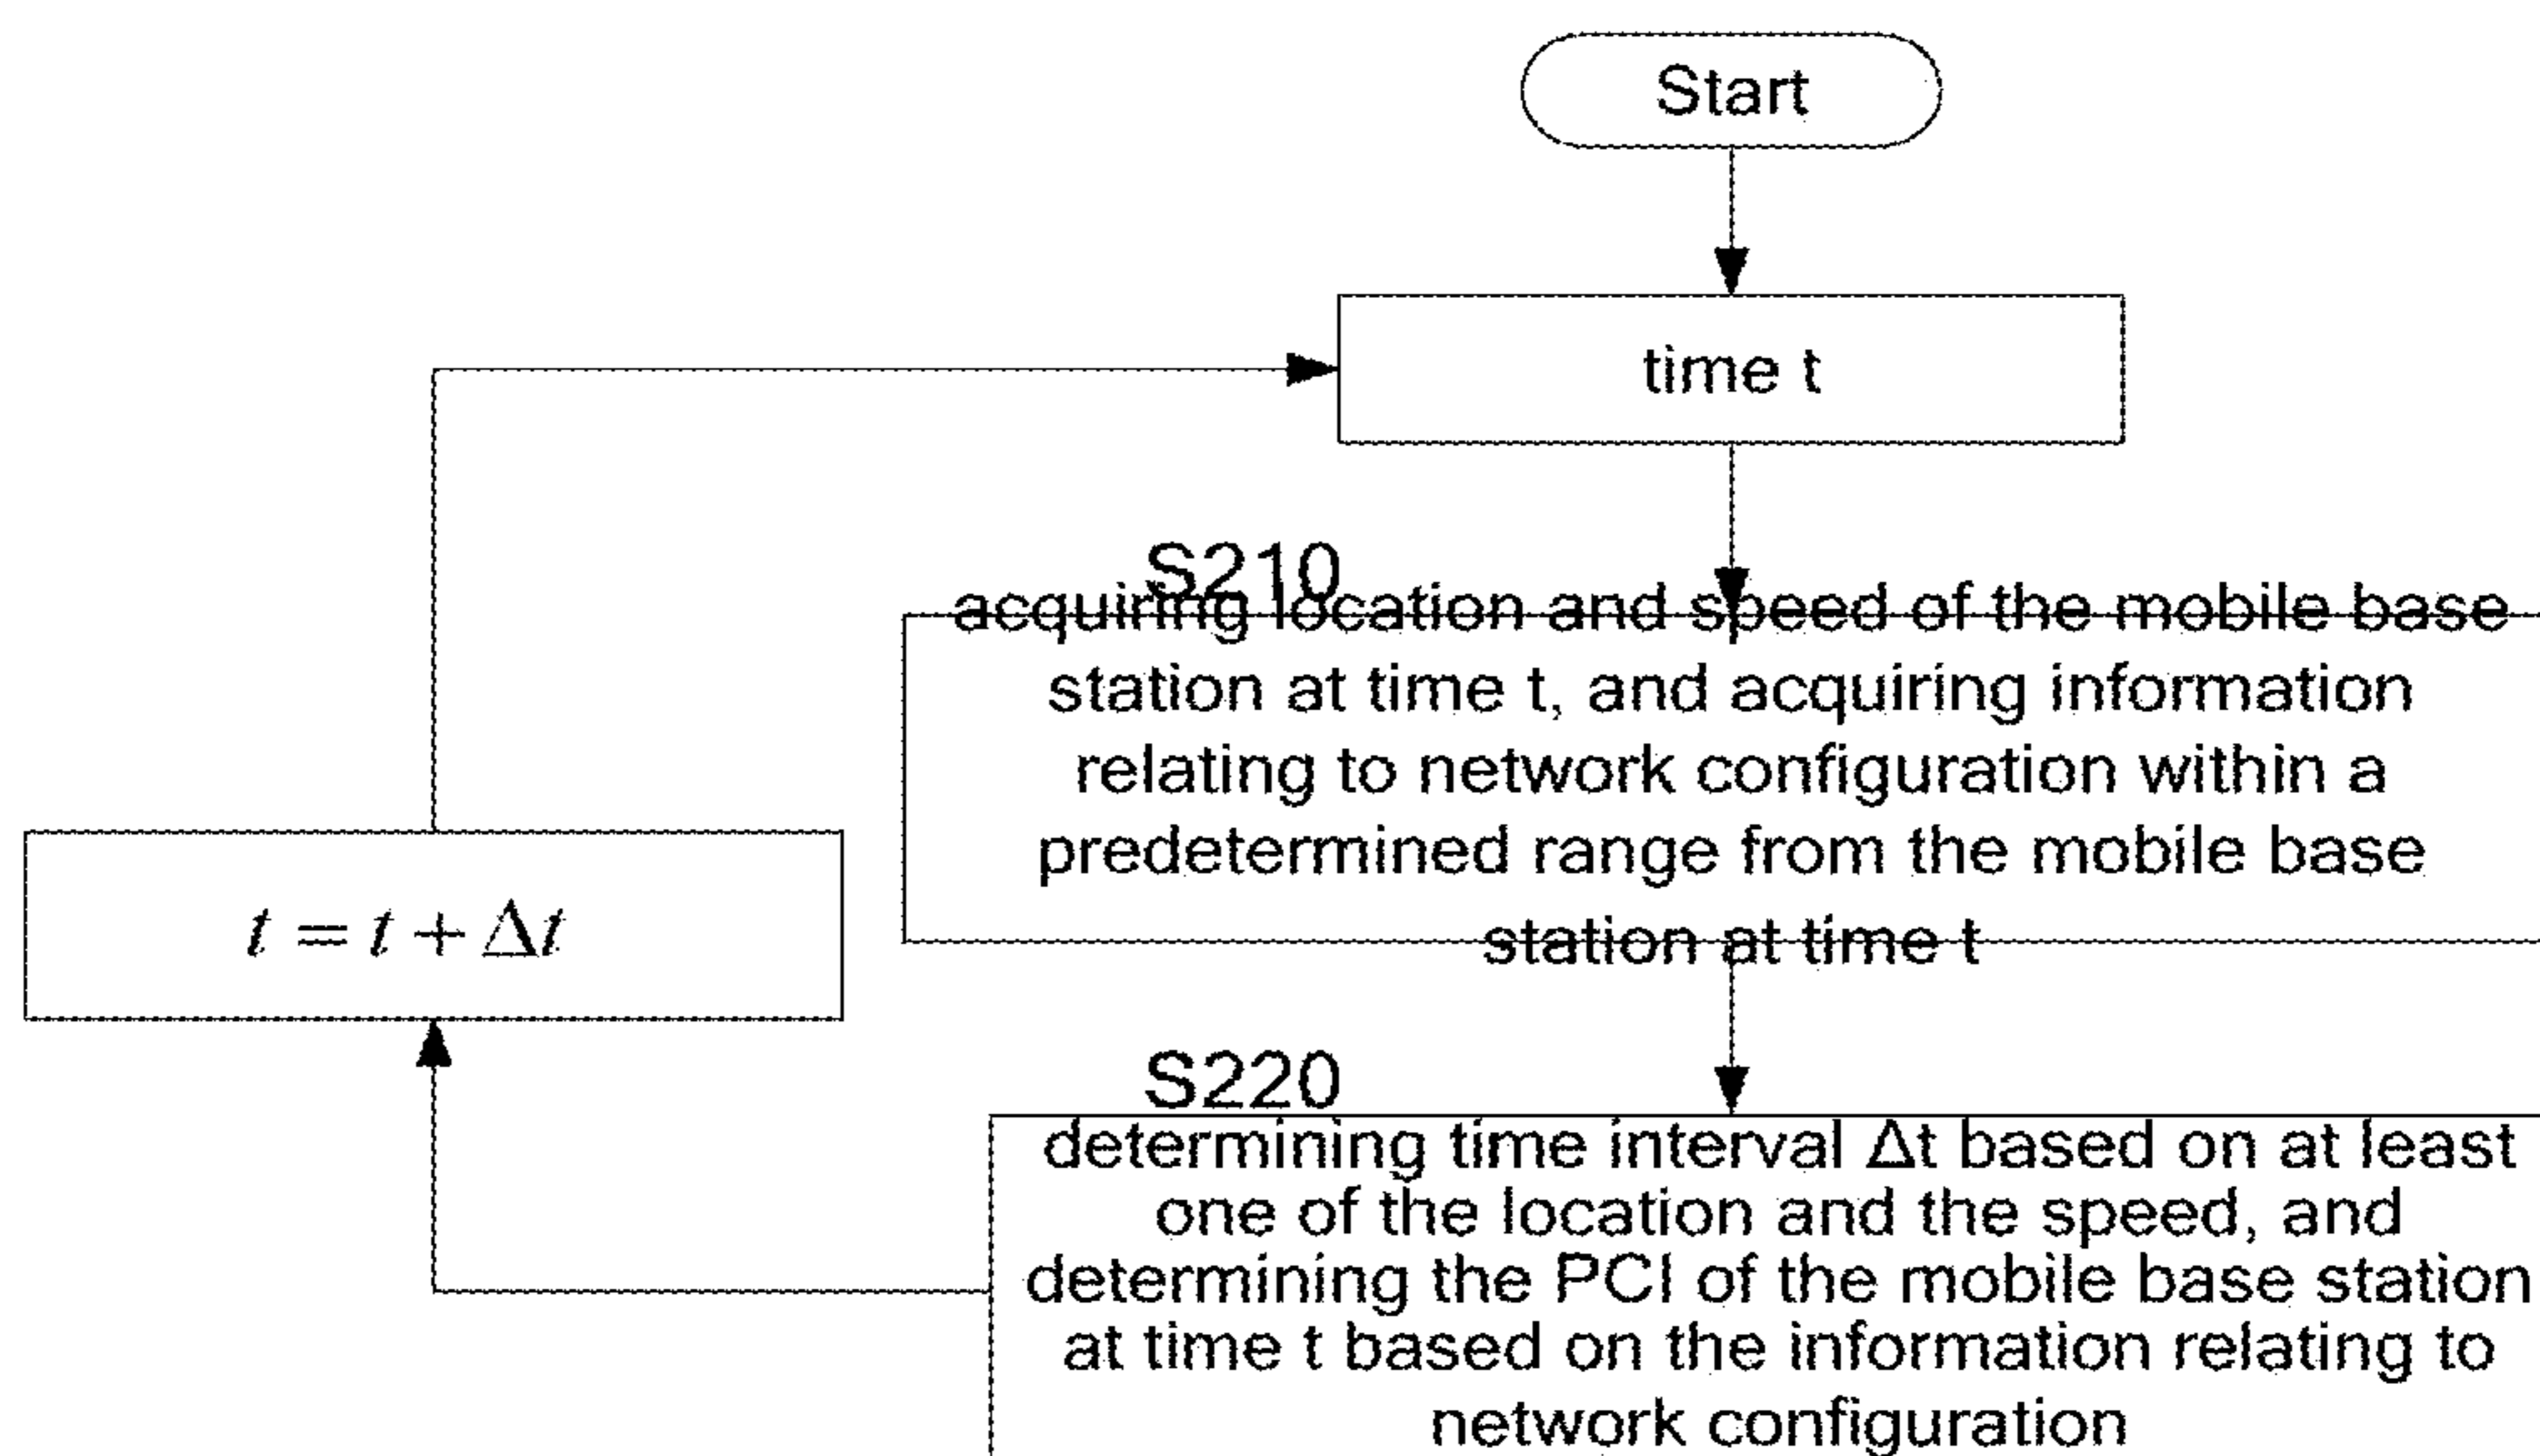 Start
time t
S210
acquiring location and speed of the mobile base
station at time t, and acquiring information
relating to network configuration within a
predetermined range from the mobile base
station at time t
t = t + Δt
S220
determining time interval Δt based on at least
one of the location and the speed, and
determining the PCI of the mobile base station
at time t based on the information relating to
network configuration